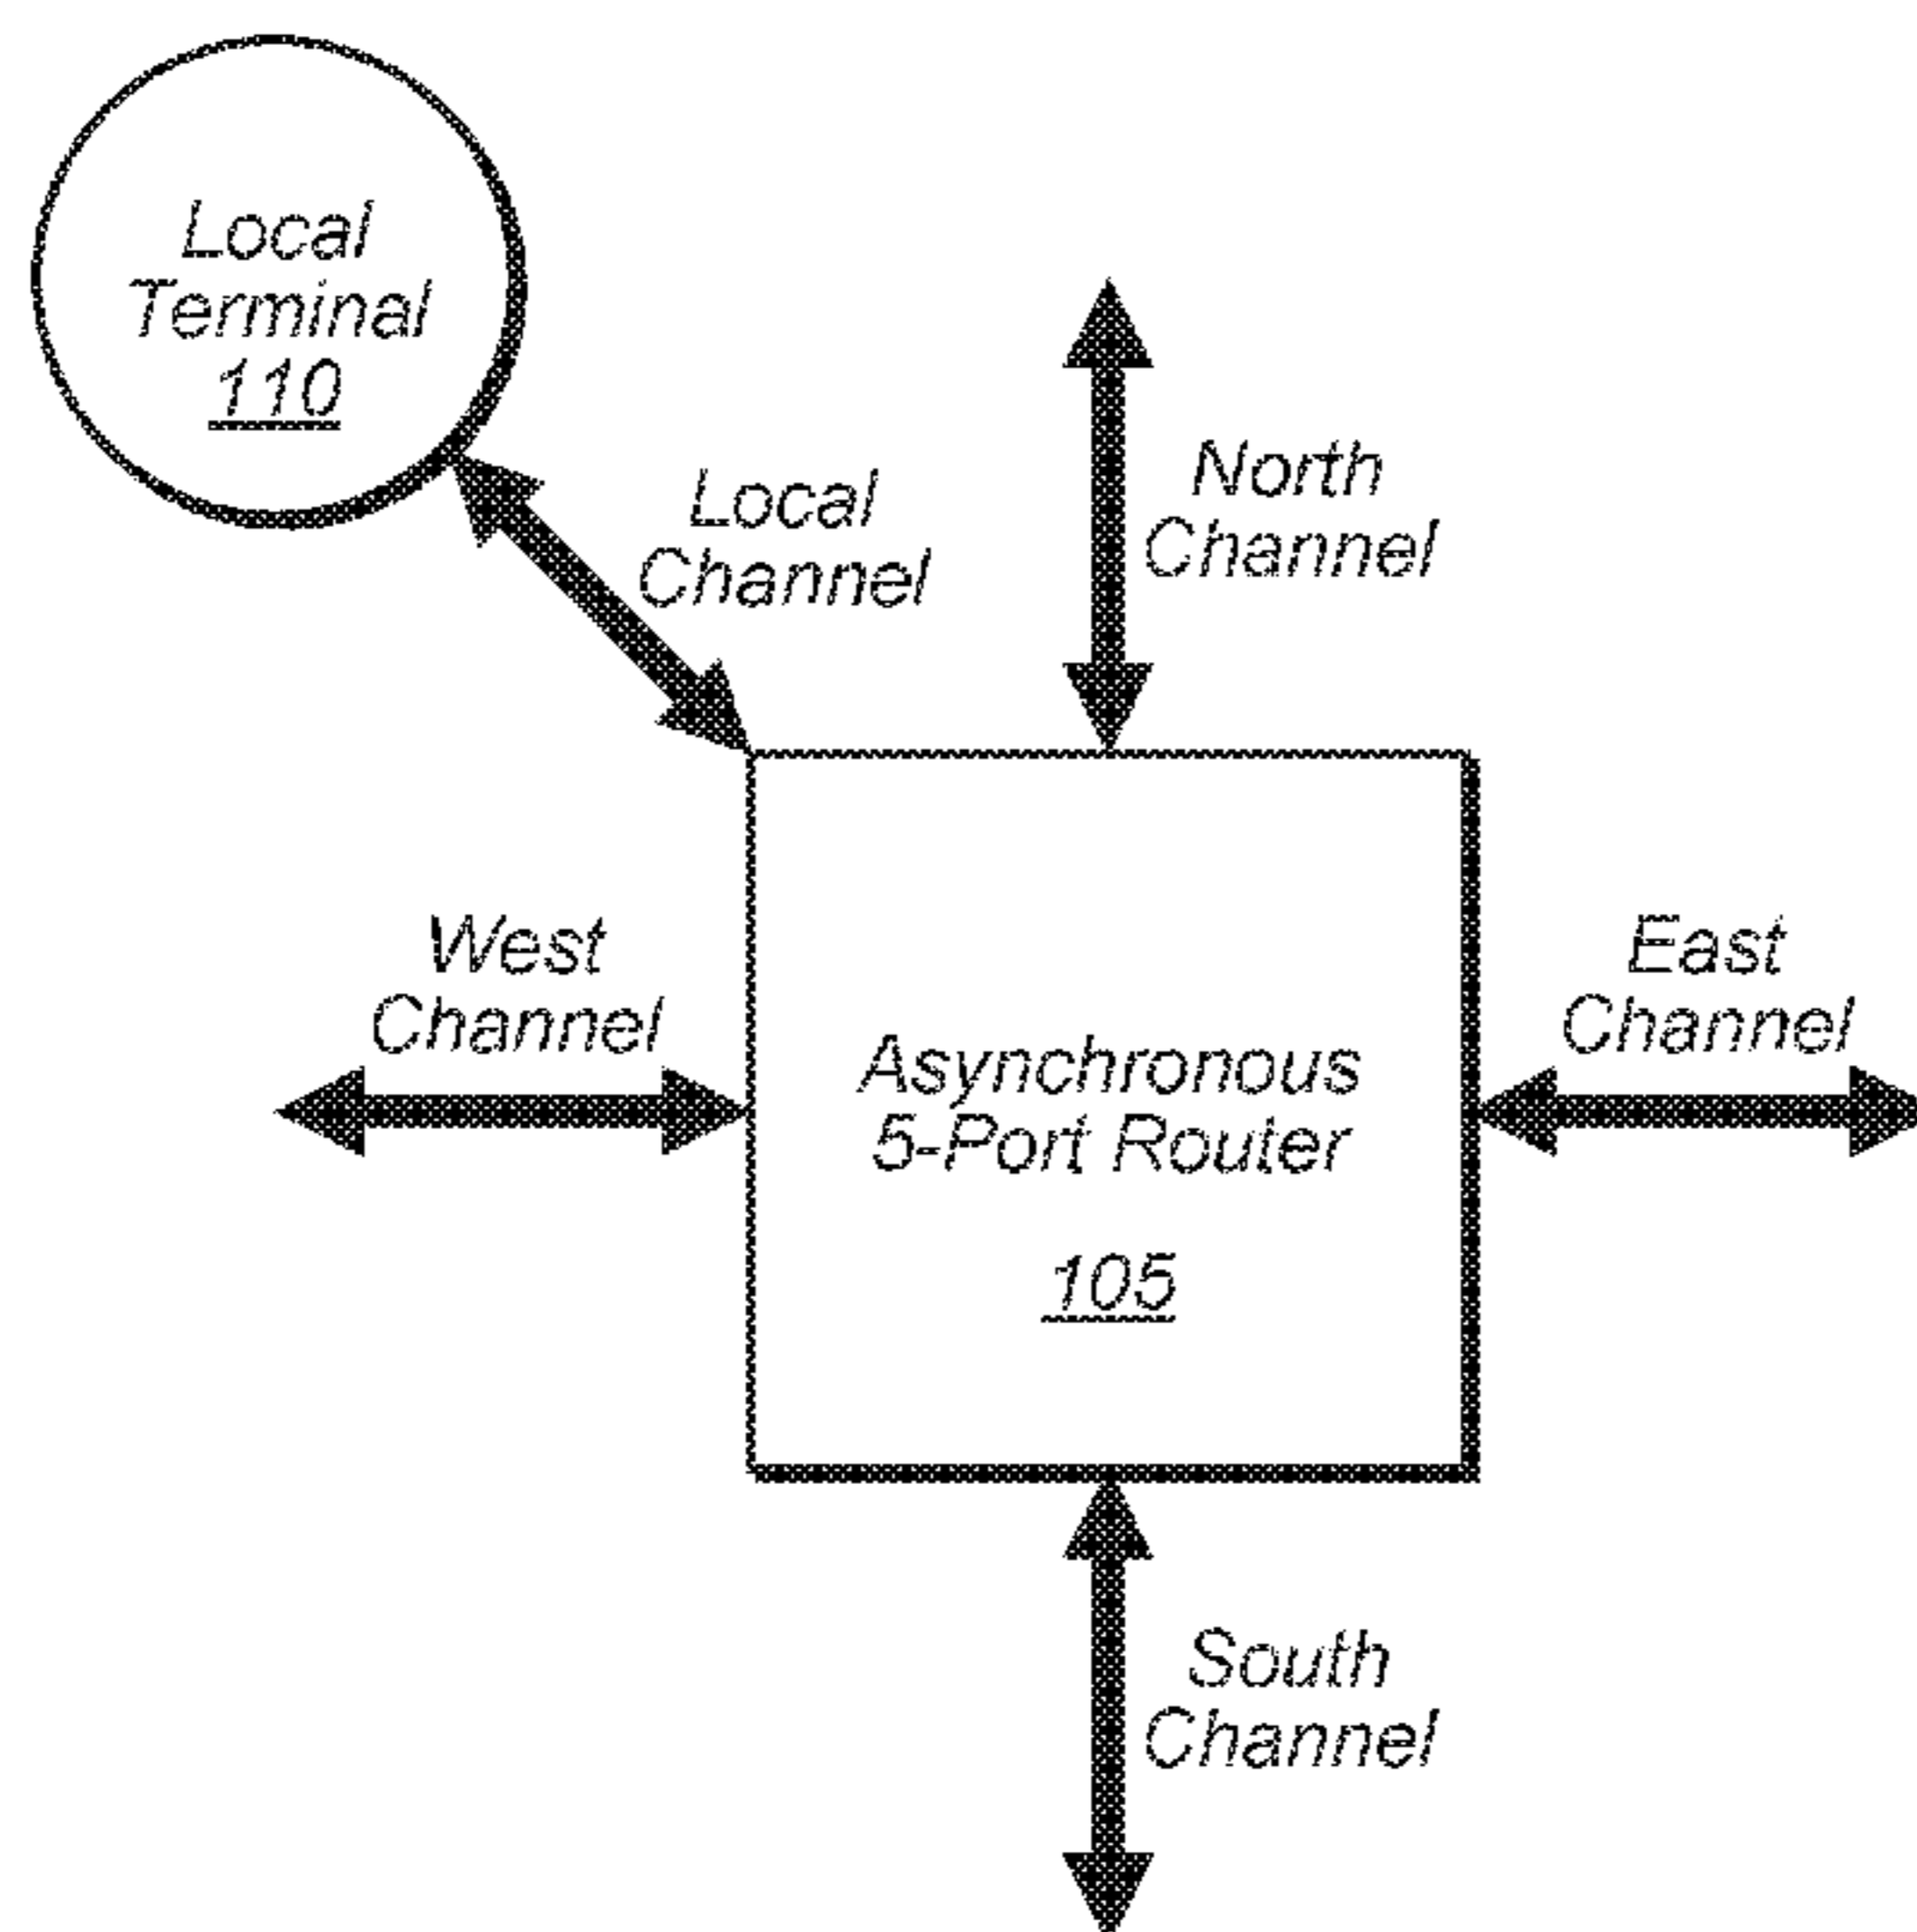 Local
Terminal
110
Local
Channel
North
Channel
West
Channel
East
Channel
Asynchronous
5-Port Router
105
South
Channel